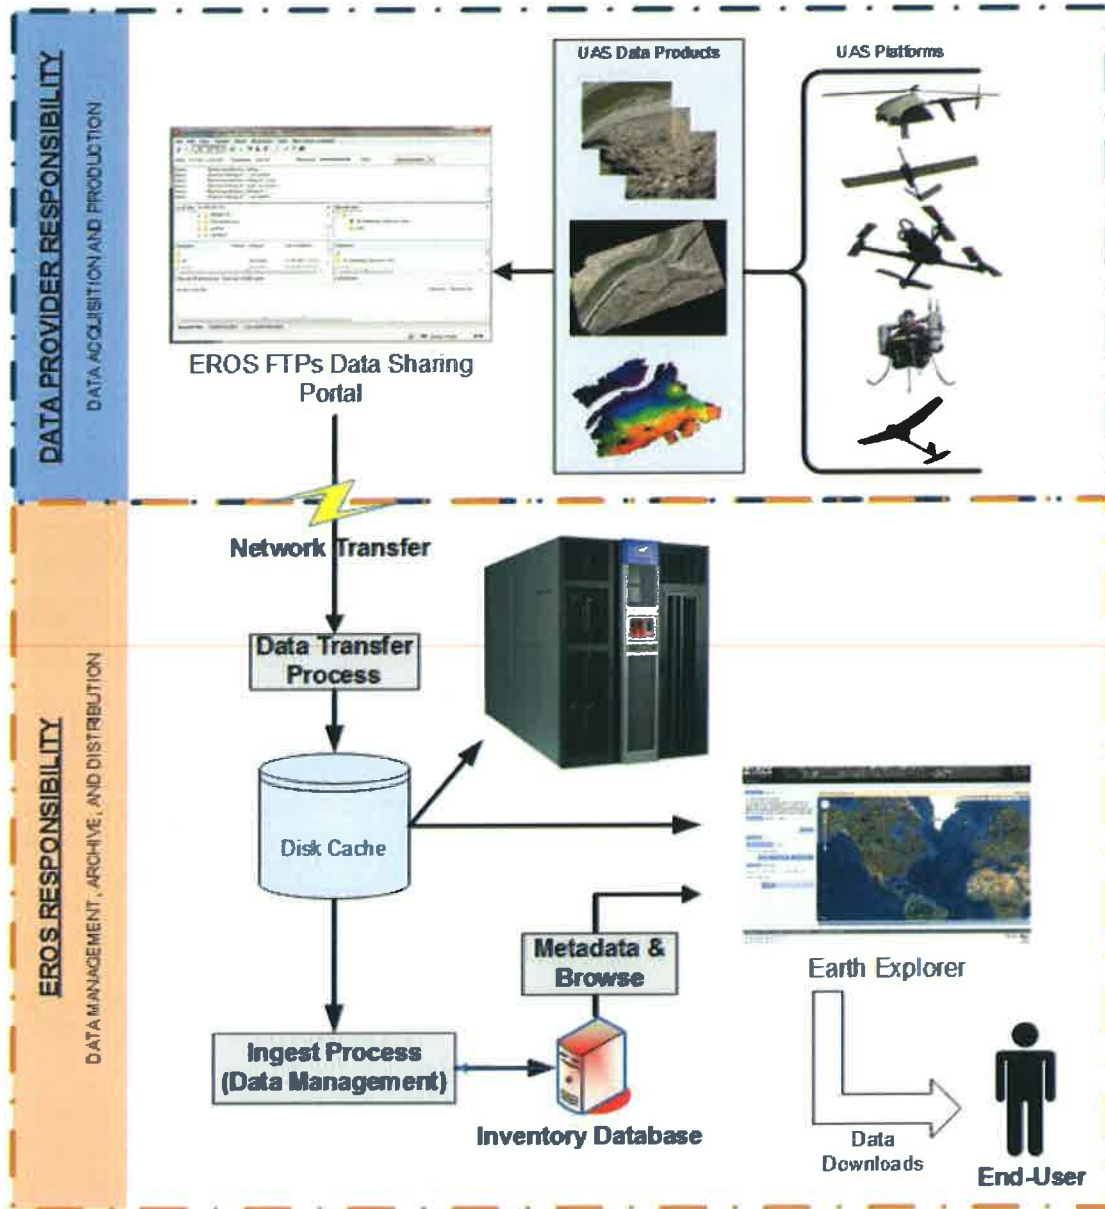 DATA PROVIDER RESPONSIBILITY
DATA ACQUISITION AND PRODUCTION
UAS Data Products
UAS Platforms
EROS FTPs Data Sharing
Portal
EROS RESPONSIBILITY
DATA MANAGEMENT, ARCHIVE, AND DISTRIBUTION
Network Transfer
Data Transfer
Process
Disk Cache
Metadata &
Browse
Earth Explorer
Ingest Process
(Data Management)
Inventory Database
Data
Downloads
End-User